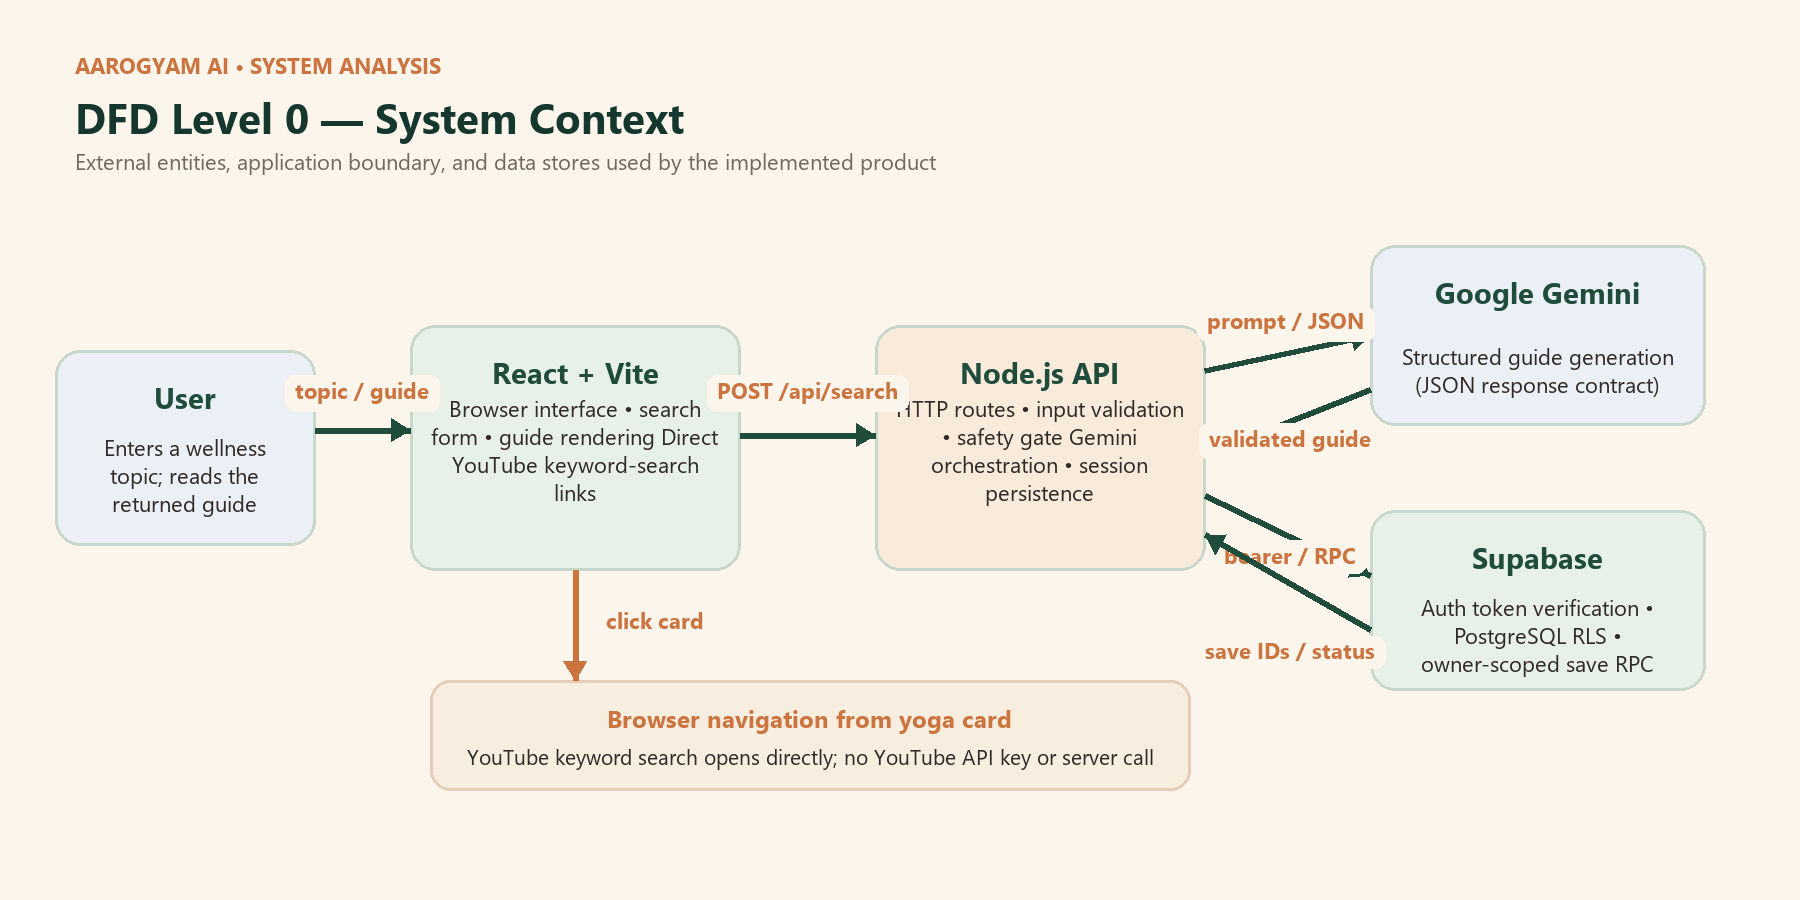 AAROGYAM AI • SYSTEM ANALYSIS
DFD Level 0 — System Context
External entities, application boundary, and data stores used by the implemented product
User
Enters a wellness
topic; reads the
returned guide
topic / guide
React + Vite
Browser interface • search
form • guide rendering Direct
YouTube keyword-search
links
POST /api/search
Node.js API
HTTP routes • input validation
• safety gate Gemini
orchestration • session
persistence
prompt / JSON
validated guide
Google Gemini
Structured guide generation
(JSON response contract)
bearer / RPC
save IDs / status
Supabase
Auth token verification •
PostgreSQL RLS •
owner-scoped save RPC
click card
Browser navigation from yoga card
YouTube keyword search opens directly; no YouTube API key or server call